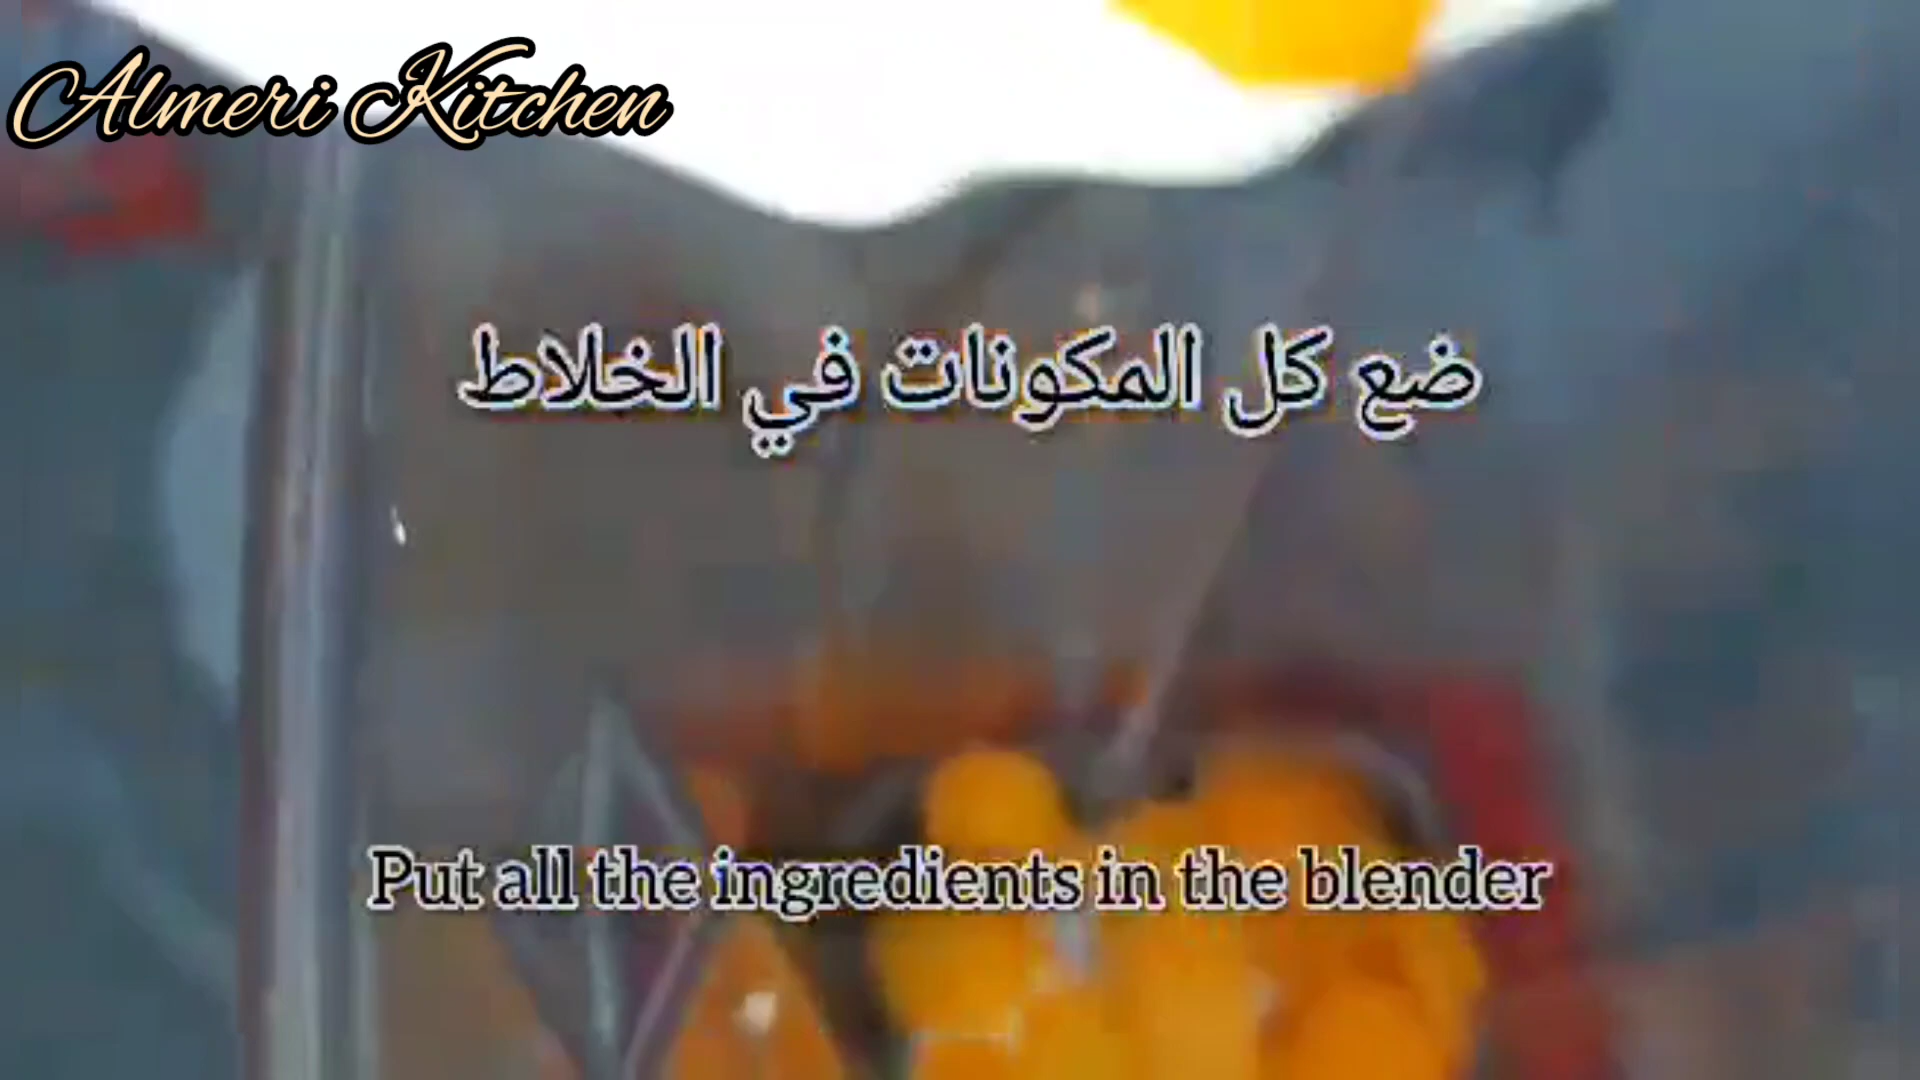 Almeri Kitchen
ضع كل المكونات في الخلاط
Put all the ingredients in the blender